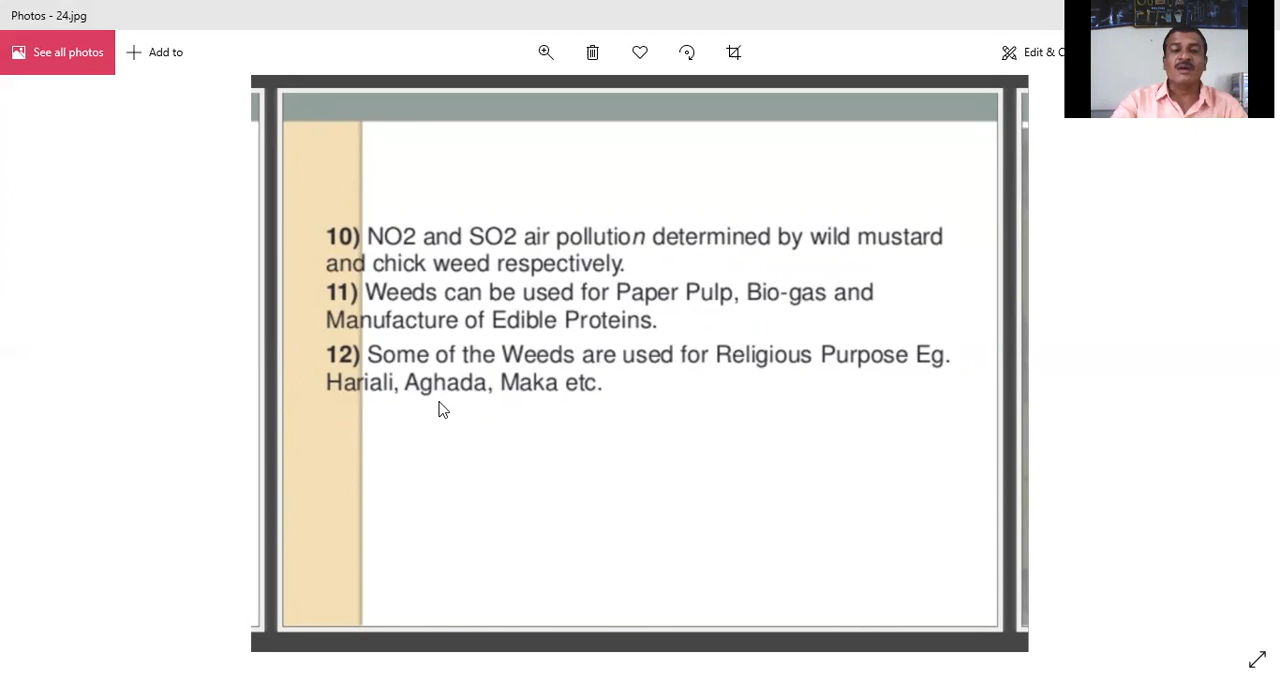 Photos - 24.jpg
See all photos
Add to
Edit & C
10) NO2 and SO2 air pollution determined by wild mustard
and chick weed respectively.
11) Weeds can be used for Paper Pulp, Bio-gas and
Manufacture of Edible Proteins.
12) Some of the Weeds are used for Religious Purpose Eg.
Hariali, Aghada, Maka etc.